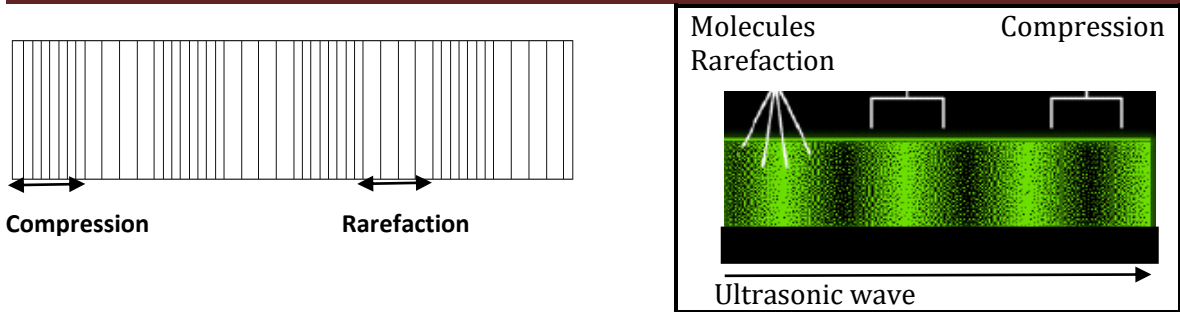 Compression
Rarefaction
Molecules Compression
Rarefaction
Ultrasonic wave